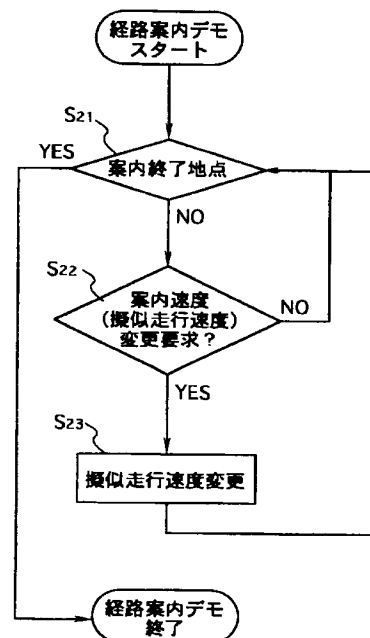 経路案内デモ
スタート
S21
YES
案内終了地点
NO
S22
案内速度
(擬似走行速度)
変更要求?
NO
YES
S23
擬似走行速度変更
経路案内デモ
終了